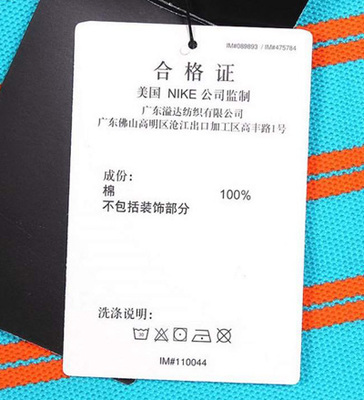 IM#089893 / IM#475784
合格证
美国 NIKE 公司监制
广东溢达纺织有限公司
广东佛山高明区沧江出口加工区高丰路1号
成份：
棉 100%
不包括装饰部分
洗涤说明：
IM#110044